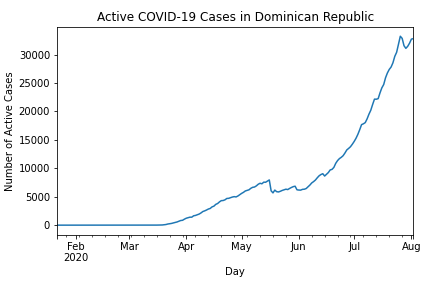 Active COVID-19 Cases in Dominican Republic
Number of Active Cases
30000
25000
20000
15000
10000
5000
0
Feb Mar Apr May Jun Jul Aug
2020
Day